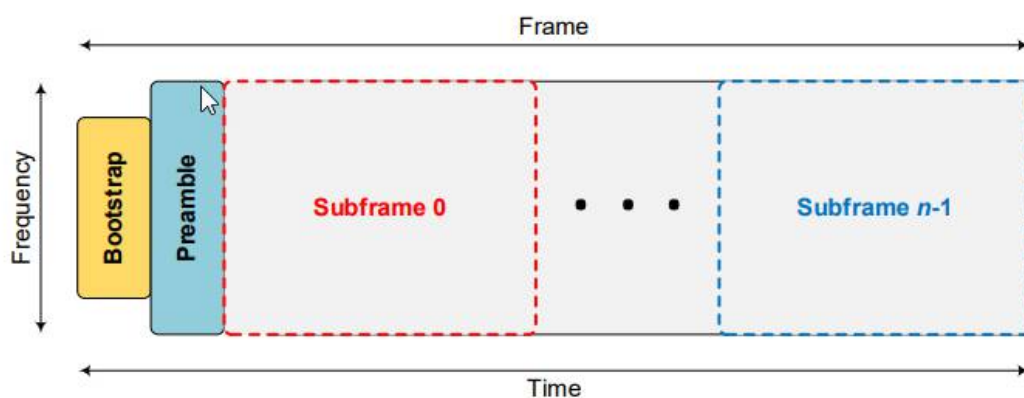 Frame
Frequency
Bootstrap
Preamble
Subframe 0
Subframe n-1
Time